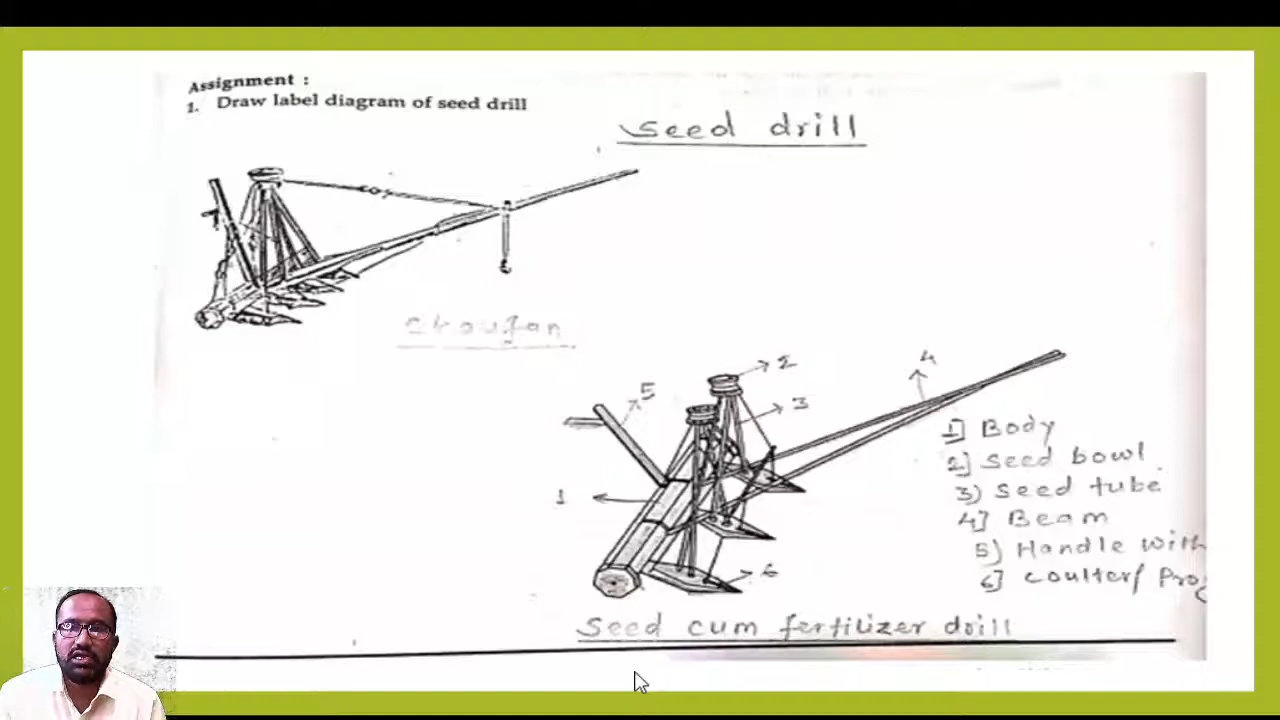 Assignment :
1. Draw label diagram of seed drill
Seed drill
2
4
5
3
1
6
1] Body
2] Seed bowl
3) Seed tube
4] Beam
5) Handle with
6] Coulter/
Seed cum fertilizer drill